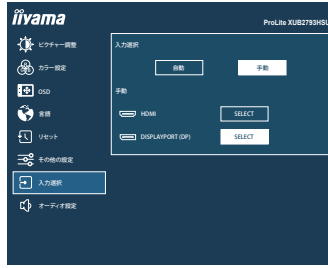 iiyama
ProLite XUB2793HSU
ピクチャー調整
カラー設定
OSD
言語
リセット
その他の設定
入力選択
オーディオ設定
入力選択
自動
手動
手動
HDMI
SELECT
DISPLAYPORT (DP)
SELECT